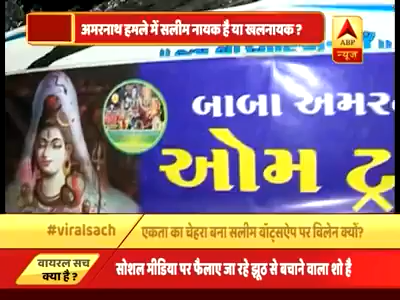 अमरनाथ हमले में सलीम नायक है या खलनायक ?
abp
न्यूज़
બાબા અમર
ઓમ ટ્ર
#viralsach
एकता का चेहरा बना सलीम वॉट्सऐप पर विलेन क्यों?
वायरल सच
क्या है ?
सोशल मीडिया पर फैलाए जा रहे झूठ से बचाने वाला शो है